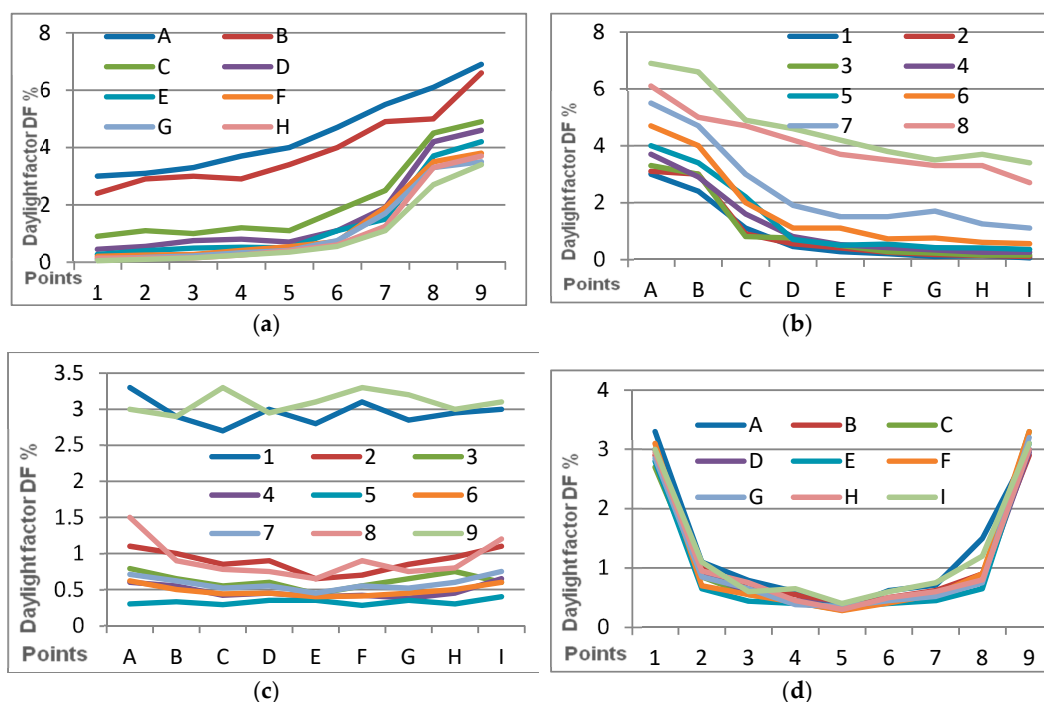 Daylight factor DF %
8
6
4
2
0
A B
C D
E F
G H
Points
1 2 3 4 5 6 7 8 9
(a)
Daylight factor DF %
8
6
4
2
0
1 2
3 4
5 6
7 8
Points
A B C D E F G H I
(b)
Daylight factor DF %
3.5
3
2.5
2
1.5
1
0.5
0
1 2 3
4 5 6
7 8 9
Points
A B C D E F G H I
(c)
Daylight factor DF %
4
3
2
1
0
A B C
D E F
G H I
Points
1 2 3 4 5 6 7 8 9
(d)